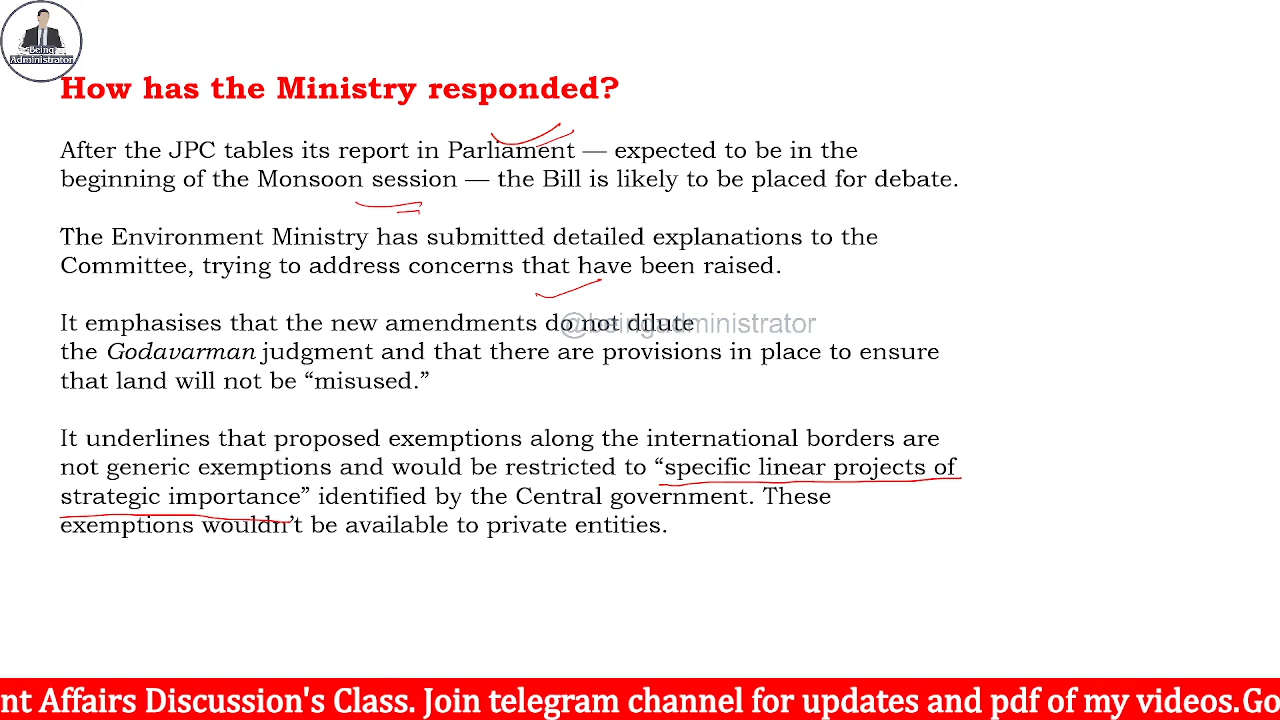 Being
Administrator
How has the Ministry responded?
After the JPC tables its report in Parliament — expected to be in the
beginning of the Monsoon session — the Bill is likely to be placed for debate.
The Environment Ministry has submitted detailed explanations to the
Committee, trying to address concerns that have been raised.
It emphasises that the new amendments do not dilute
@beingadministrator
the Godavarman judgment and that there are provisions in place to ensure
that land will not be “misused.”
It underlines that proposed exemptions along the international borders are
not generic exemptions and would be restricted to “specific linear projects of
strategic importance” identified by the Central government. These
exemptions wouldn’t be available to private entities.
nt Affairs Discussion's Class. Join telegram channel for updates and pdf of my videos.Go